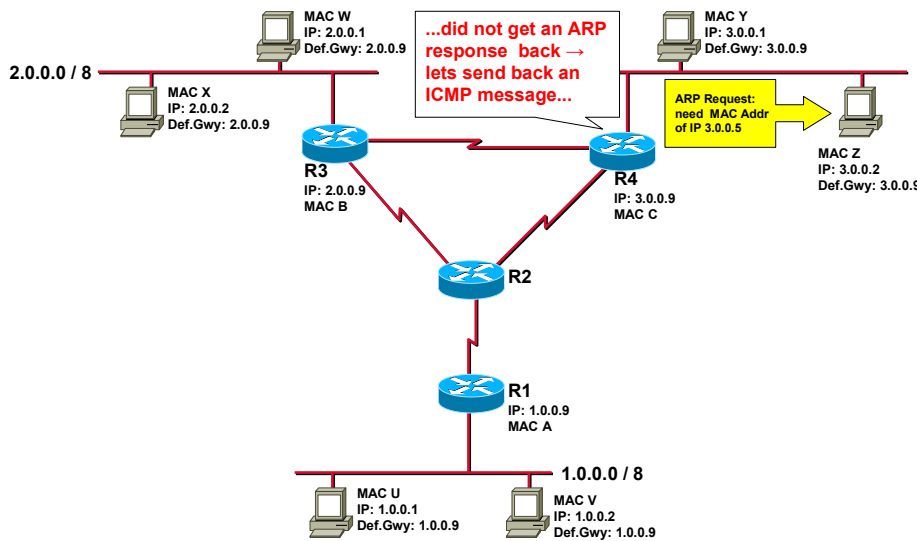 MAC W
IP: 2.0.0.1
Def.Gwy: 2.0.0.9
...did not get an ARP
response back →
lets send back an
ICMP message...
MAC Y
IP: 3.0.0.1
Def.Gwy: 3.0.0.9
2.0.0.0 / 8
MAC X
IP: 2.0.0.2
Def.Gwy: 2.0.0.9
ARP Request:
need MAC Addr
of IP 3.0.0.5
MAC Z
IP: 3.0.0.2
Def.Gwy: 3.0.0.9
R3
IP: 2.0.0.9
MAC B
R4
IP: 3.0.0.9
MAC C
R2
R1
IP: 1.0.0.9
MAC A
1.0.0.0 / 8
MAC U
IP: 1.0.0.1
Def.Gwy: 1.0.0.9
MAC V
IP: 1.0.0.2
Def.Gwy: 1.0.0.9